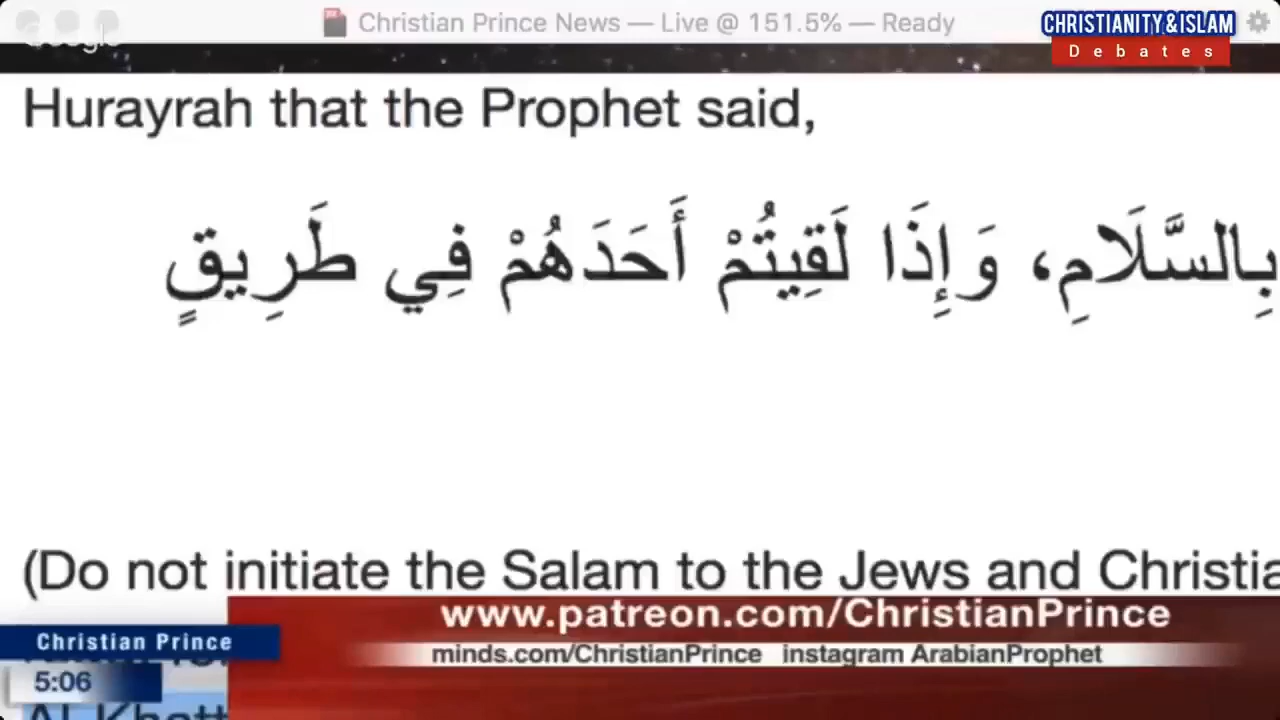 Christian Prince News — Live @ 151.5% — Ready
CHRISTIANITY & ISLAM
Debates
Google
Hurayrah that the Prophet said,
بِالسَّلَامِ، وَإِذَا لَقِيتُمْ أَحَدَهُمْ فِي طَرِيقٍ
(Do not initiate the Salam to the Jews and Christia
www.patreon.com/ChristianPrince
Christian Prince
minds.com/ChristianPrince instagram ArabianProphet
5:06